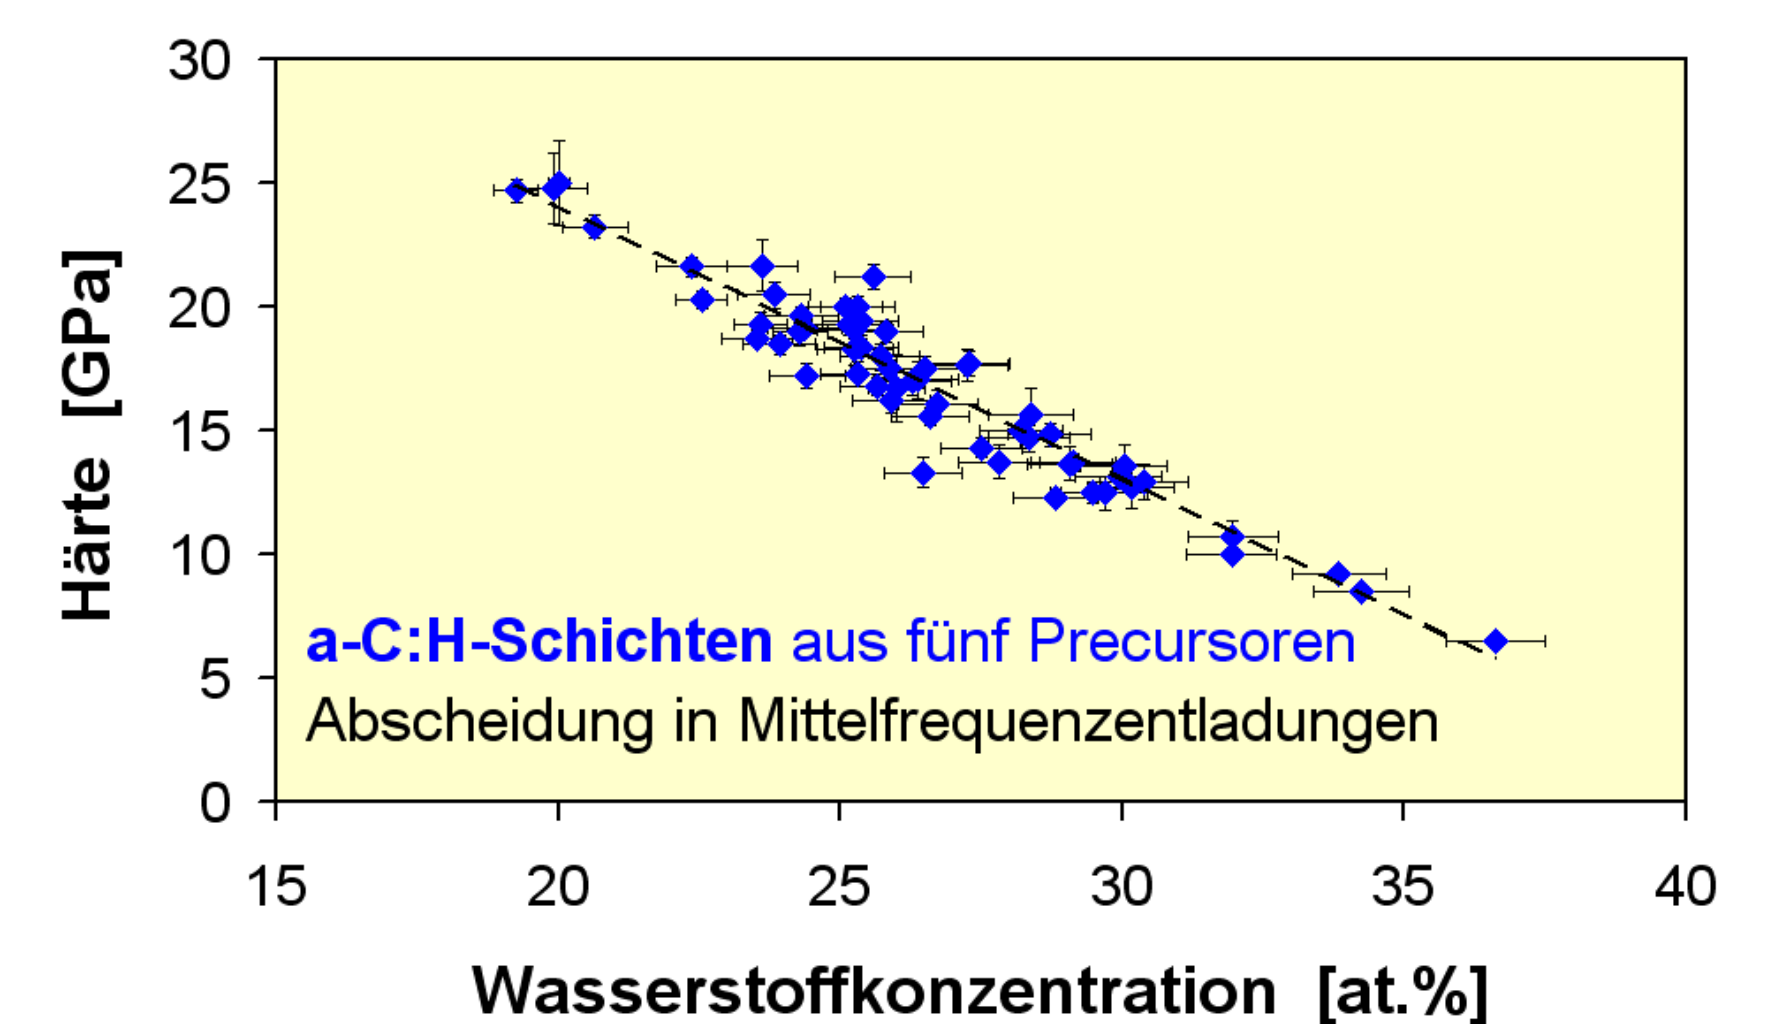 30
25
20
15
10
5
0
Härte [GPa]
a-C:H-Schichten aus fünf Precursoren
Abscheidung in Mittelfrequenzentladungen
15 20 25 30 35 40
Wasserstoffkonzentration [at.%]